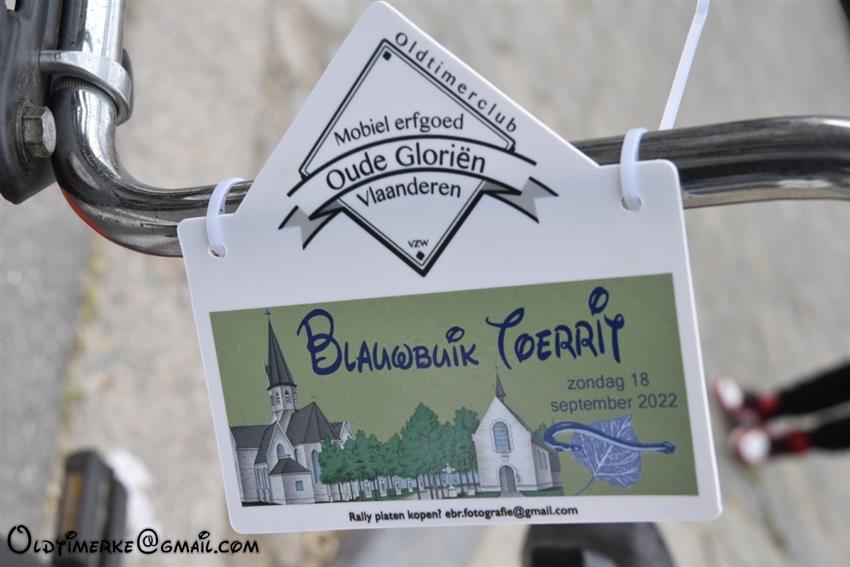 Oldtimerclub
Mobiel erfgoed
Oude Gloriën
Vlaanderen
VZW
Blauwbuik Toerrit
zondag 18
september 2022
Rally platen kopen? ebr.fotografie@gmail.com
Oldtimerke@gmail.com